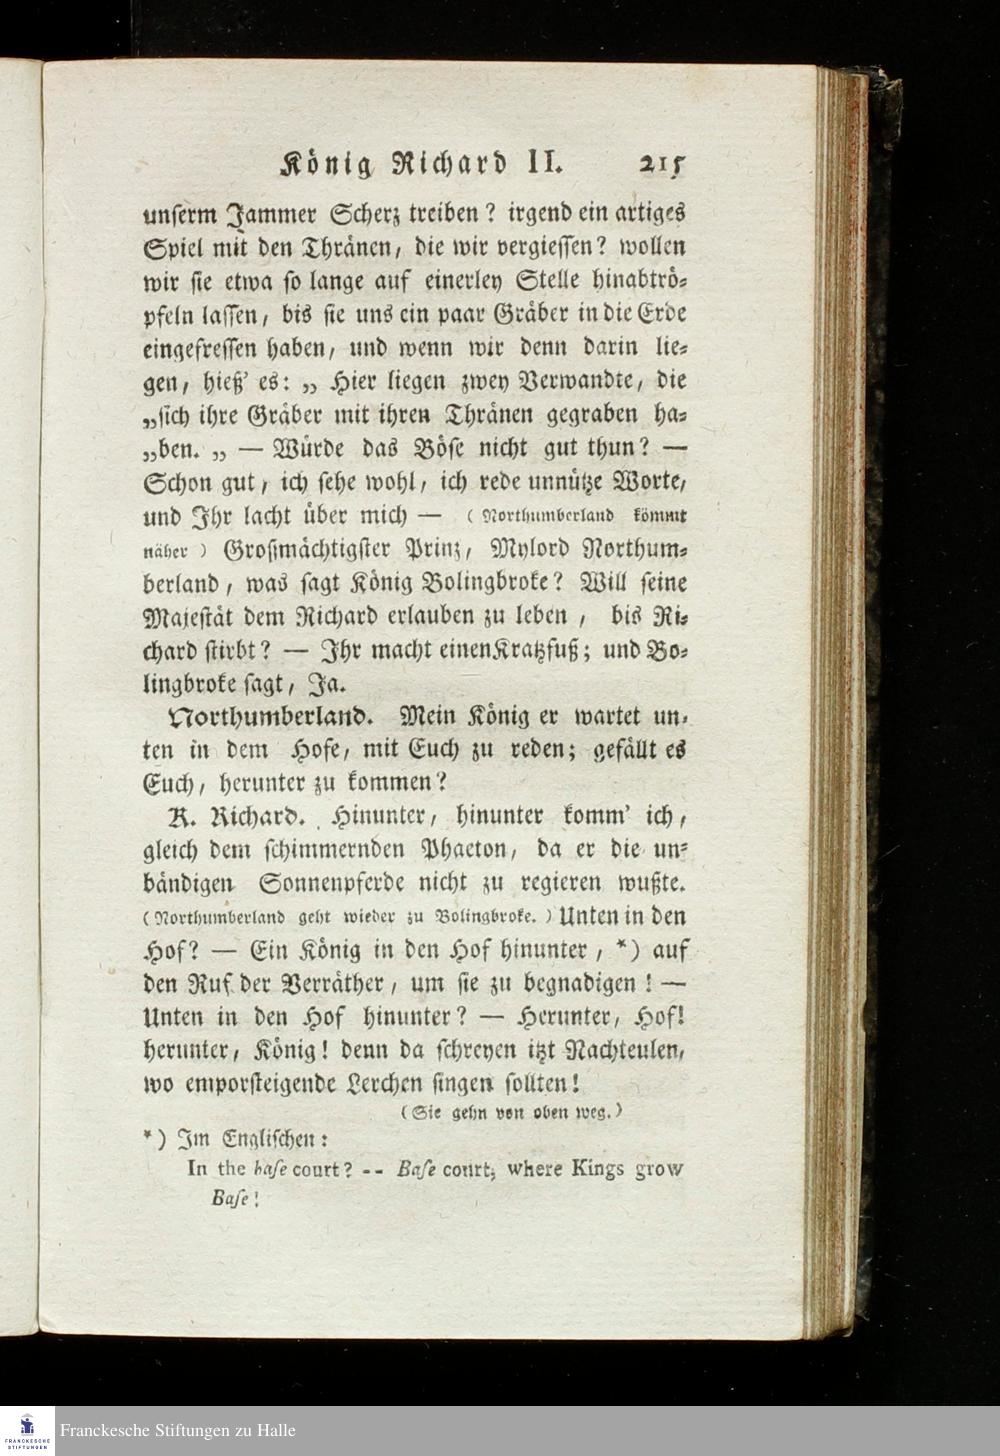 König Richard II. 215
unserm Jammer Scherz treiben? irgend ein artiges
Spiel mit den Thränen, die wir vergiessen? wollen
wir sie etwa so lange auf einerley Stelle hinabtrö-
pfeln lassen, bis sie uns ein paar Gräber in die Erde
eingefressen haben, und wenn wir denn darin lie-
gen, hieß' es: „ Hier liegen zwey Verwandte, die
„sich ihre Gräber mit ihren Thränen gegraben ha-
„ben. „ — Würde das Böse nicht gut thun? —
Schon gut, ich sehe wohl, ich rede unnütze Worte,
und Ihr lacht über mich — (Northumberland kömmt
näher) Grosmächtigster Prinz, Mylord Northum-
berland, was sagt König Bolingbroke? Will seine
Majestät dem Richard erlauben zu leben, bis Ri-
chard stirbt? — Ihr macht einen Kratzfuß; und Bo-
lingbroke sagt, Ja.
Northumberland. Mein König er wartet un-
ten in dem Hofe, mit Euch zu reden; gefällt es
Euch, herunter zu kommen?
K. Richard. Hinunter, hinunter komm' ich,
gleich dem schimmernden Phaeton, da er die un-
bändigen Sonnenpferde nicht zu regieren wußte.
(Northumberland geht wieder zu Bolingbroke.) Unten in den
Hof? — Ein König in den Hof hinunter, *) auf
den Ruf der Verräther, um sie zu begnadigen! —
Unten in den Hof hinunter? — Herunter, Hof!
herunter, König! denn da schreyen itzt Nachteulen,
wo emporsteigende Lerchen singen sollten!
(Sie gehn von oben weg.)
*) Im Englischen:
In the baſe court? -- Baſe court, where Kings grow
Baſe!
FRANCKESCHE
STIFTUNGEN
Franckesche Stiftungen zu Halle